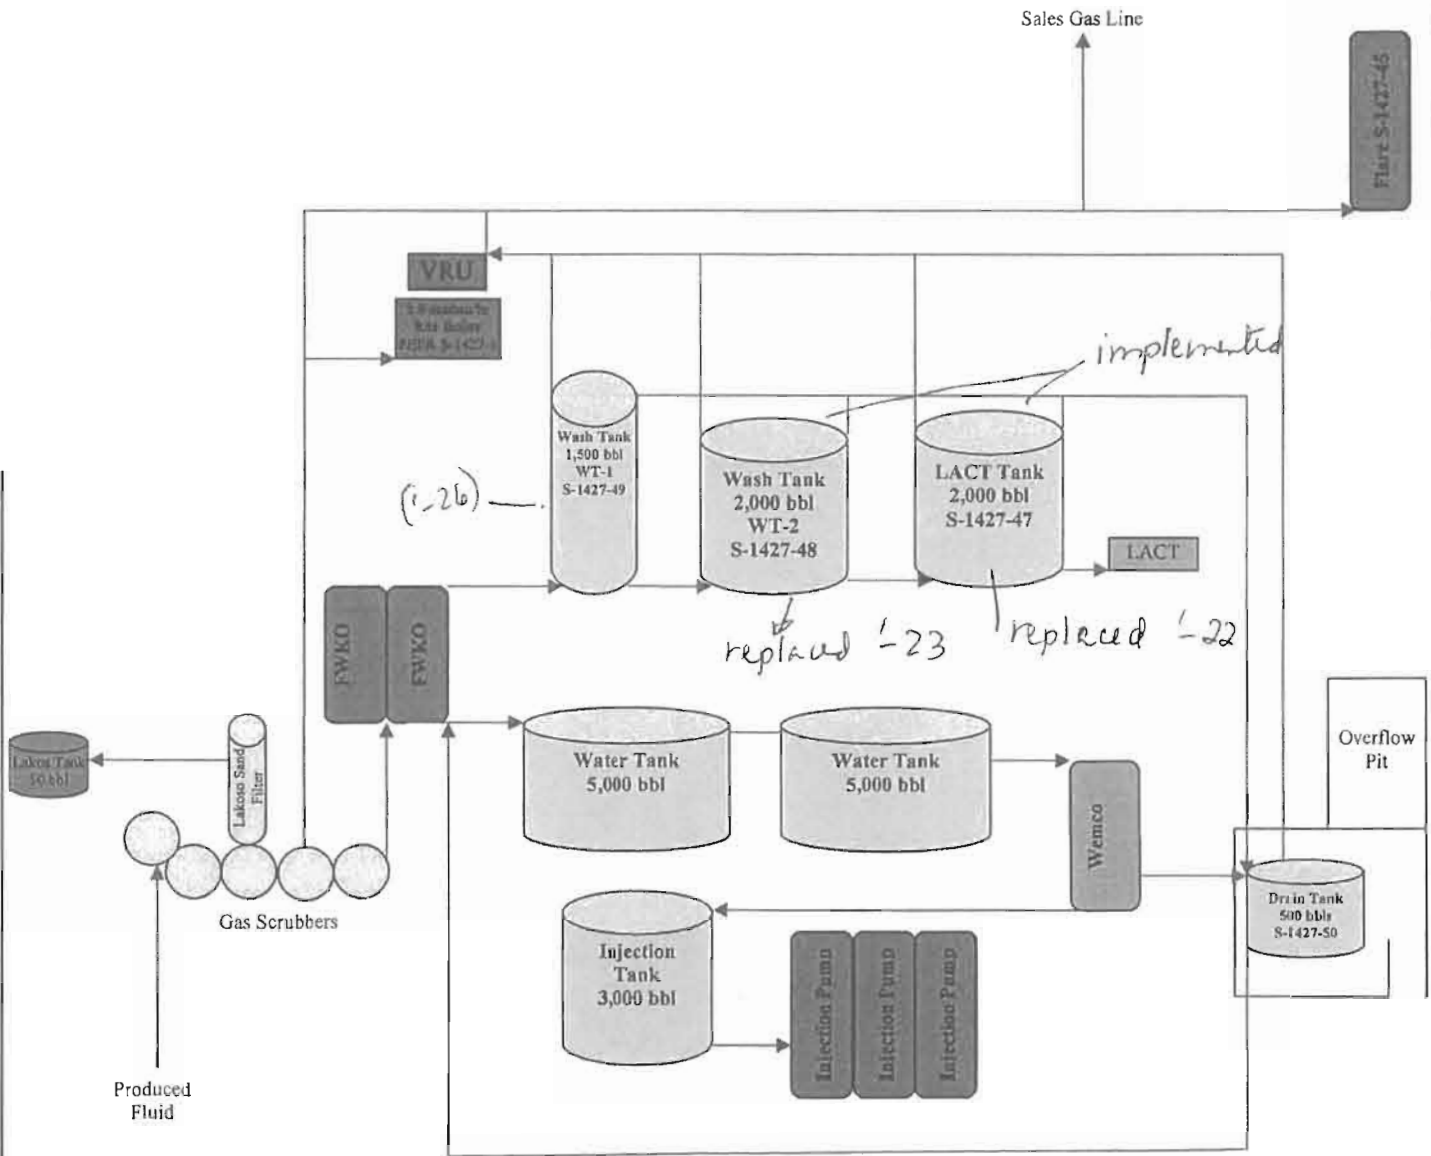 Sales Gas Line
Flare S-1427-46
VRU
implemented
Wash Tank
1,500 bbl
WT-1
S-1427-49
Wash Tank
2,000 bbl
WT-2
S-1427-48
LACT Tank
2,000 bbl
S-1427-47
('-26)
LACT
replaced '-23
replaced '-22
FWKO
FWKO
Lakos Tank
50 bbl
Lakoso Sand
Filter
Water Tank
5,000 bbl
Water Tank
5,000 bbl
Overflow
Pit
Wemco
Gas Scrubbers
Drain Tank
500 bbls
S-1427-50
Injection
Tank
3,000 bbl
Injection Pump
Injection Pump
Injection Pump
Produced
Fluid